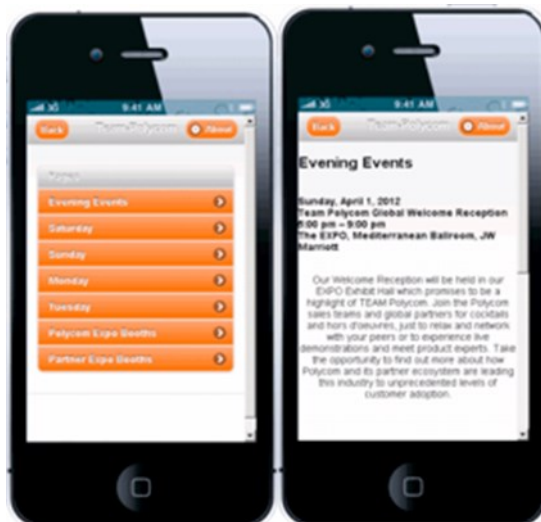 9:41 AM
Back
Team-Polycom
About
Evening Events
Saturday
Sunday
Monday
Tuesday
Polycom Expo Booths
Partner Expo Booths
9:41 AM
Back
Team-Polycom
About
Evening Events
Sunday, April 1, 2012
Team Polycom Global Welcome Reception
6:00 pm – 9:00 pm
The EXPO, Mediterranean Ballroom, JW
Marriott
Our Welcome Reception will be held in our
EXPO Exhibit Hall which promises to be a
highlight of TEAM Polycom. Join the Polycom
sales teams and global partners for cocktails
and hors d'oeuvres, just to relax and network
with your peers or to experience live
demonstrations and meet product experts. Take
the opportunity to find out more about how
Polycom and its partner ecosystem are leading
this industry to unprecedented levels of
customer adoption.